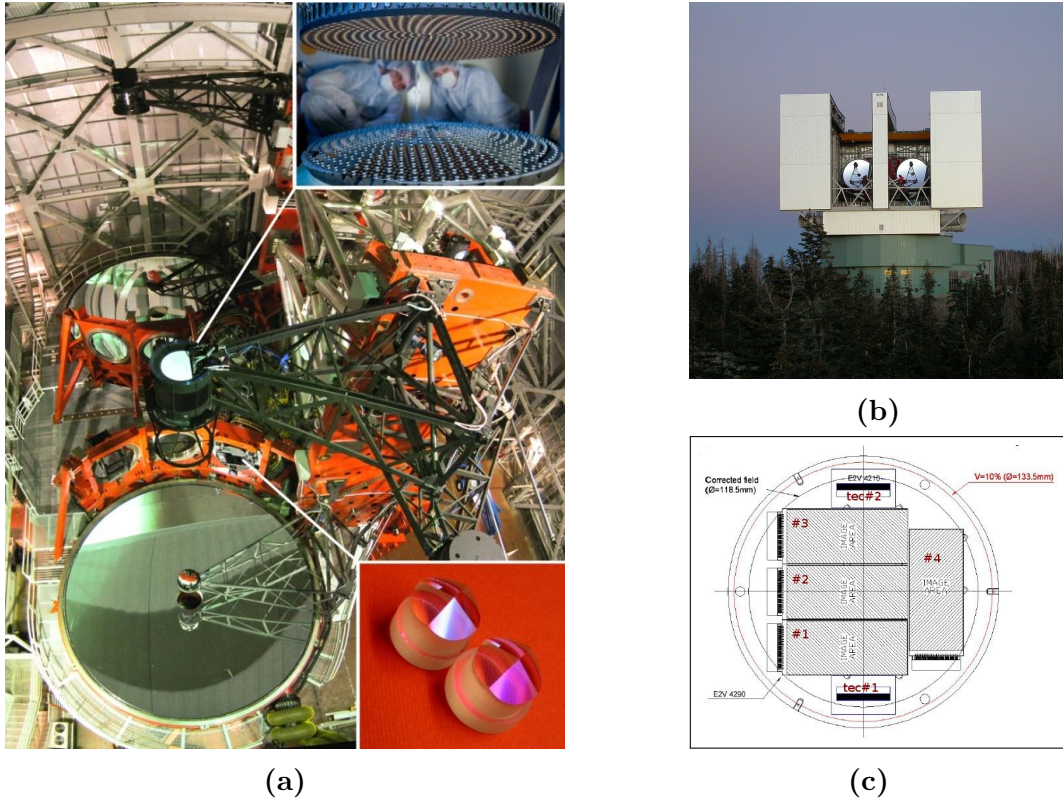 (a)
(b)
Corrected field
(Ø=118.5mm)
E2V 4210
V=10% (Ø=133.5mm)
tec#2
#3
IMAGE
AREA
#4
IMAGE
AREA
#2
IMAGE
AREA
#1
IMAGE
AREA
tec#1
E2V 4290
(c)